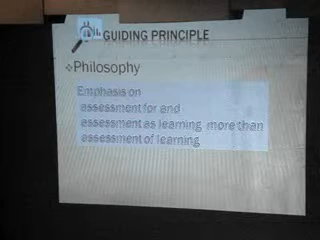 GUIDING PRINCIPLE
Philosophy
Emphasis on
assessment for and
assessment as learning more than
assessment of learning